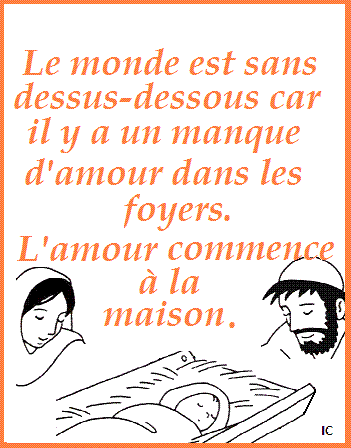 Le monde est sans
dessus-dessous car
il y a un manque
d'amour dans les
foyers.
L'amour commence
à la
maison.
IC